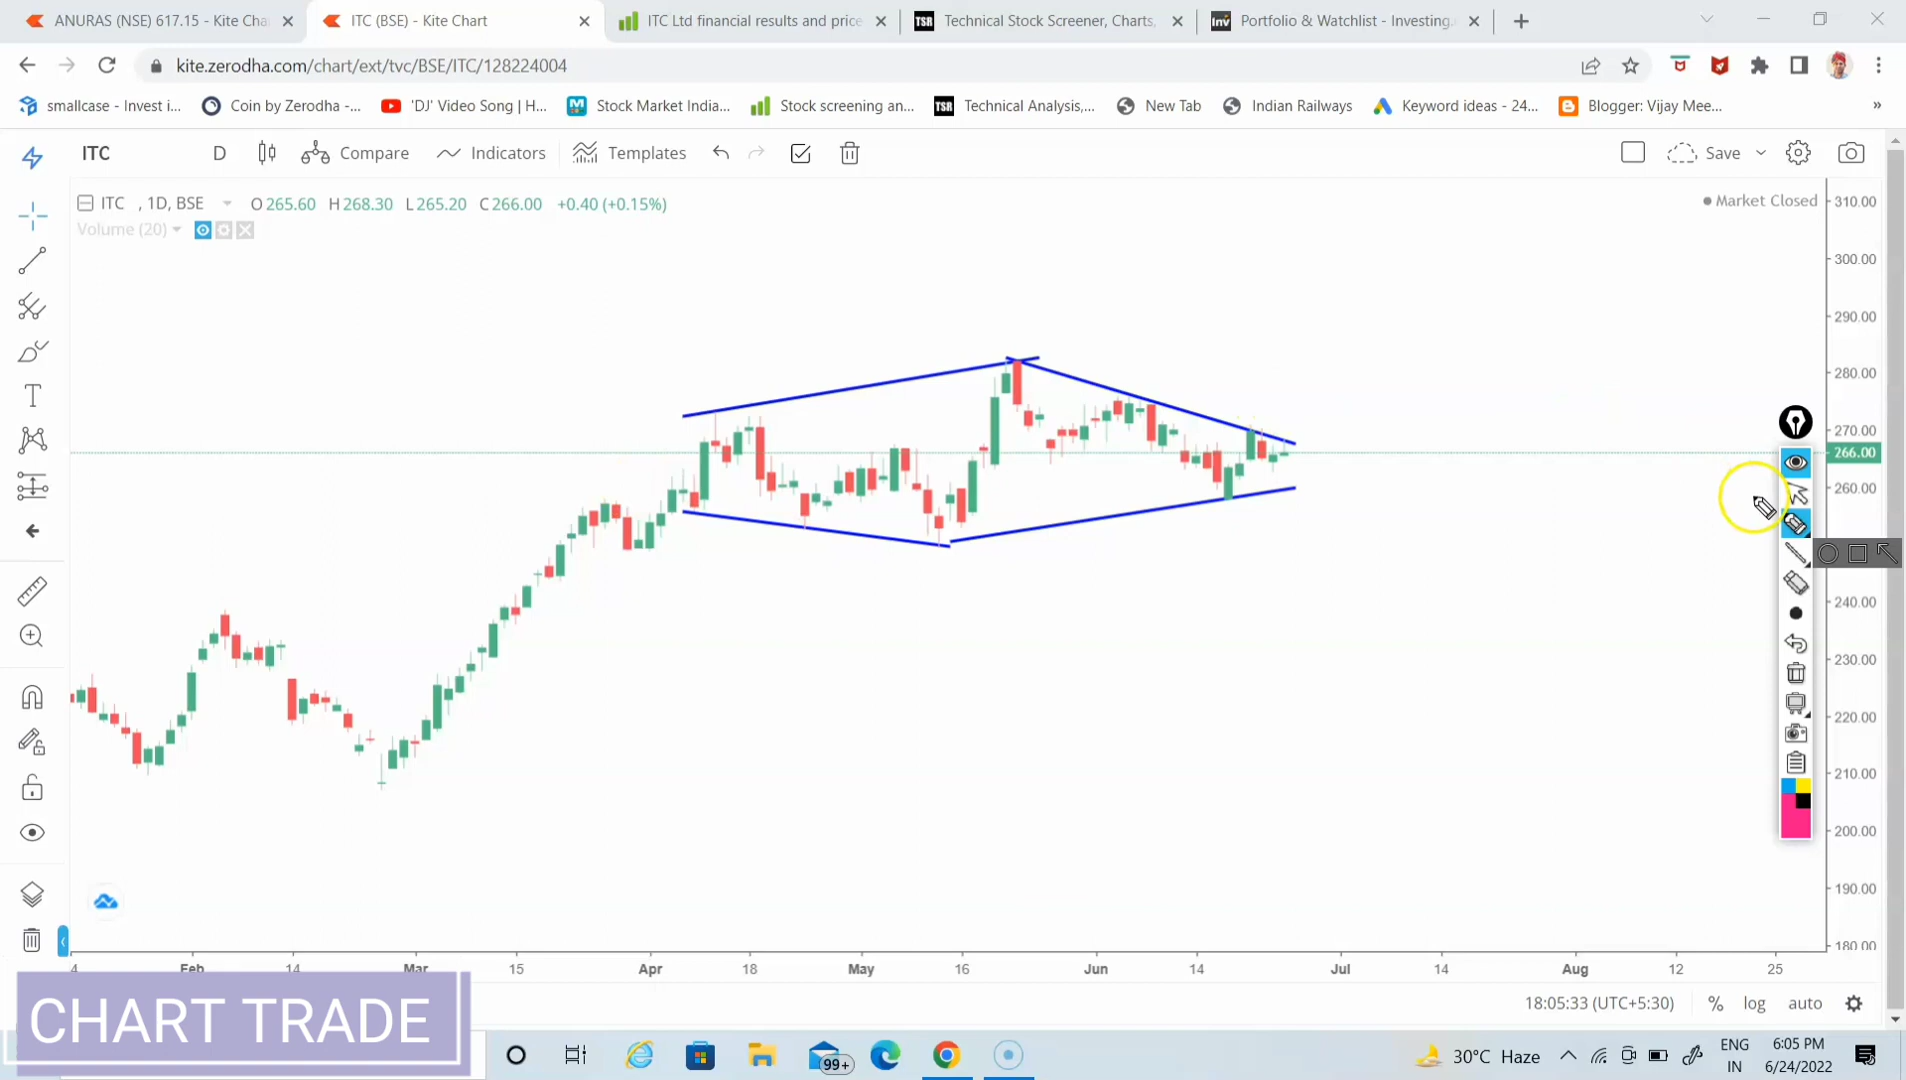 ANURAS (NSE) 617.15 - Kite Cha
ITC (BSE) - Kite Chart
ITC Ltd financial results and price
TSR Technical Stock Screener, Charts,
Inv Portfolio & Watchlist - Investing.
kite.zerodha.com/chart/ext/tvc/BSE/ITC/128224004
smallcase - Invest i...
Coin by Zerodha -...
'DJ' Video Song | H...
Stock Market India...
Stock screening an...
TSR Technical Analysis,...
New Tab
Indian Railways
Keyword ideas - 24...
Blogger: Vijay Mee...
»
ITC
D
Compare
Indicators
Templates
Save
ITC , 1D, BSE O 265.60 H 268.30 L 265.20 C 266.00 +0.40 (+0.15%)
Volume (20)
Market Closed
310.00
300.00
290.00
280.00
270.00
266.00
260.00
240.00
230.00
220.00
210.00
200.00
190.00
180.00
4 Feb 14 Mar 15 Apr 18 May 16 Jun 14 Jul 14 Aug 12 25
18:05:33 (UTC+5:30) % log auto
CHART TRADE
99+
30°C Haze
ENG
IN
6:05 PM
6/24/2022